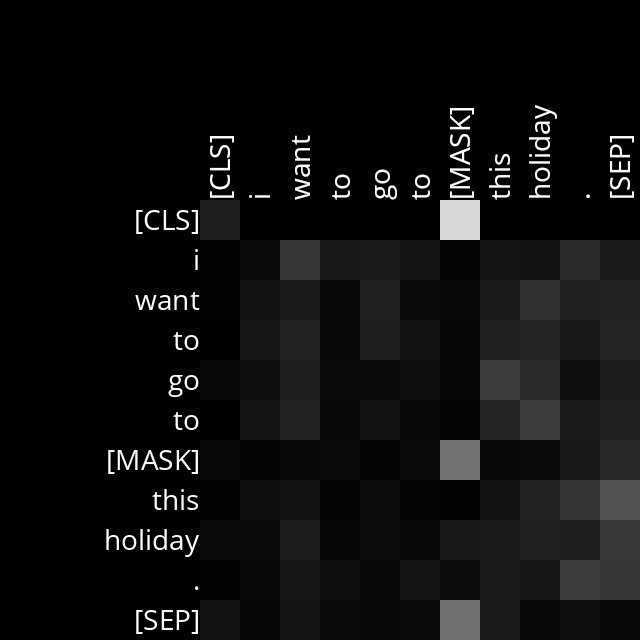 [CLS] i want to go to [MASK] this holiday . [SEP]
[CLS]
i
want
to
go
to
[MASK]
this
holiday
.
[SEP]